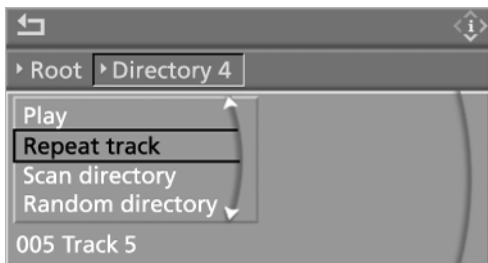 i
Root Directory 4
Play
Repeat track
Scan directory
Random directory
005 Track 5